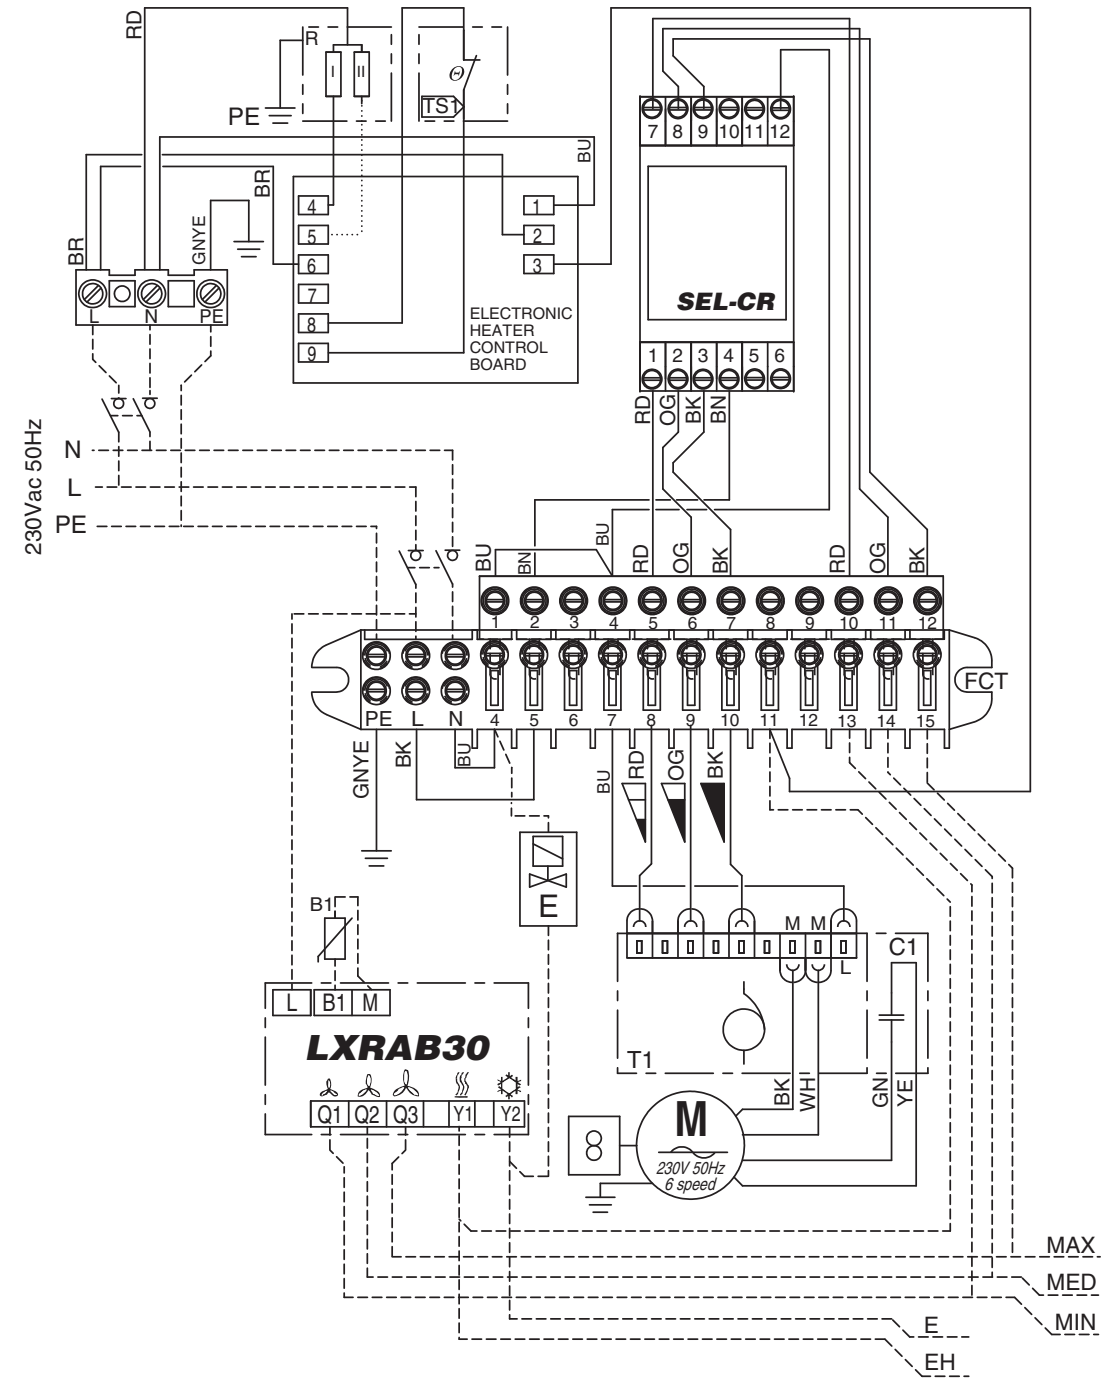 RD
R
I
II
Θ
TS1
PE
BU
BR
4
5
6
7
8
9
1
2
3
ELECTRONIC
HEATER
CONTROL
BOARD
BR
GNYE
L
N
PE
7 8 9 10 11 12
SEL-CR
1 2 3 4 5 6
RD
OG
BK
BN
230Vac 50Hz
N
L
PE
BU
BN
BU
RD
OG
BK
RD
OG
BK
1 2 3 4 5 6 7 8 9 10 11 12
FCT
PE L N 4 5 6 7 8 9 10 11 12 13 14 15
GNYE
BK
BU
BU
RD
OG
BK
E
B1
M M
L
C1
L B1 M
LXRAB30
T1
BK
WH
GN
YE
Q1 Q2 Q3 Y1 Y2
M
230V 50Hz
6 speed
8
MAX
MED
MIN
E
EH